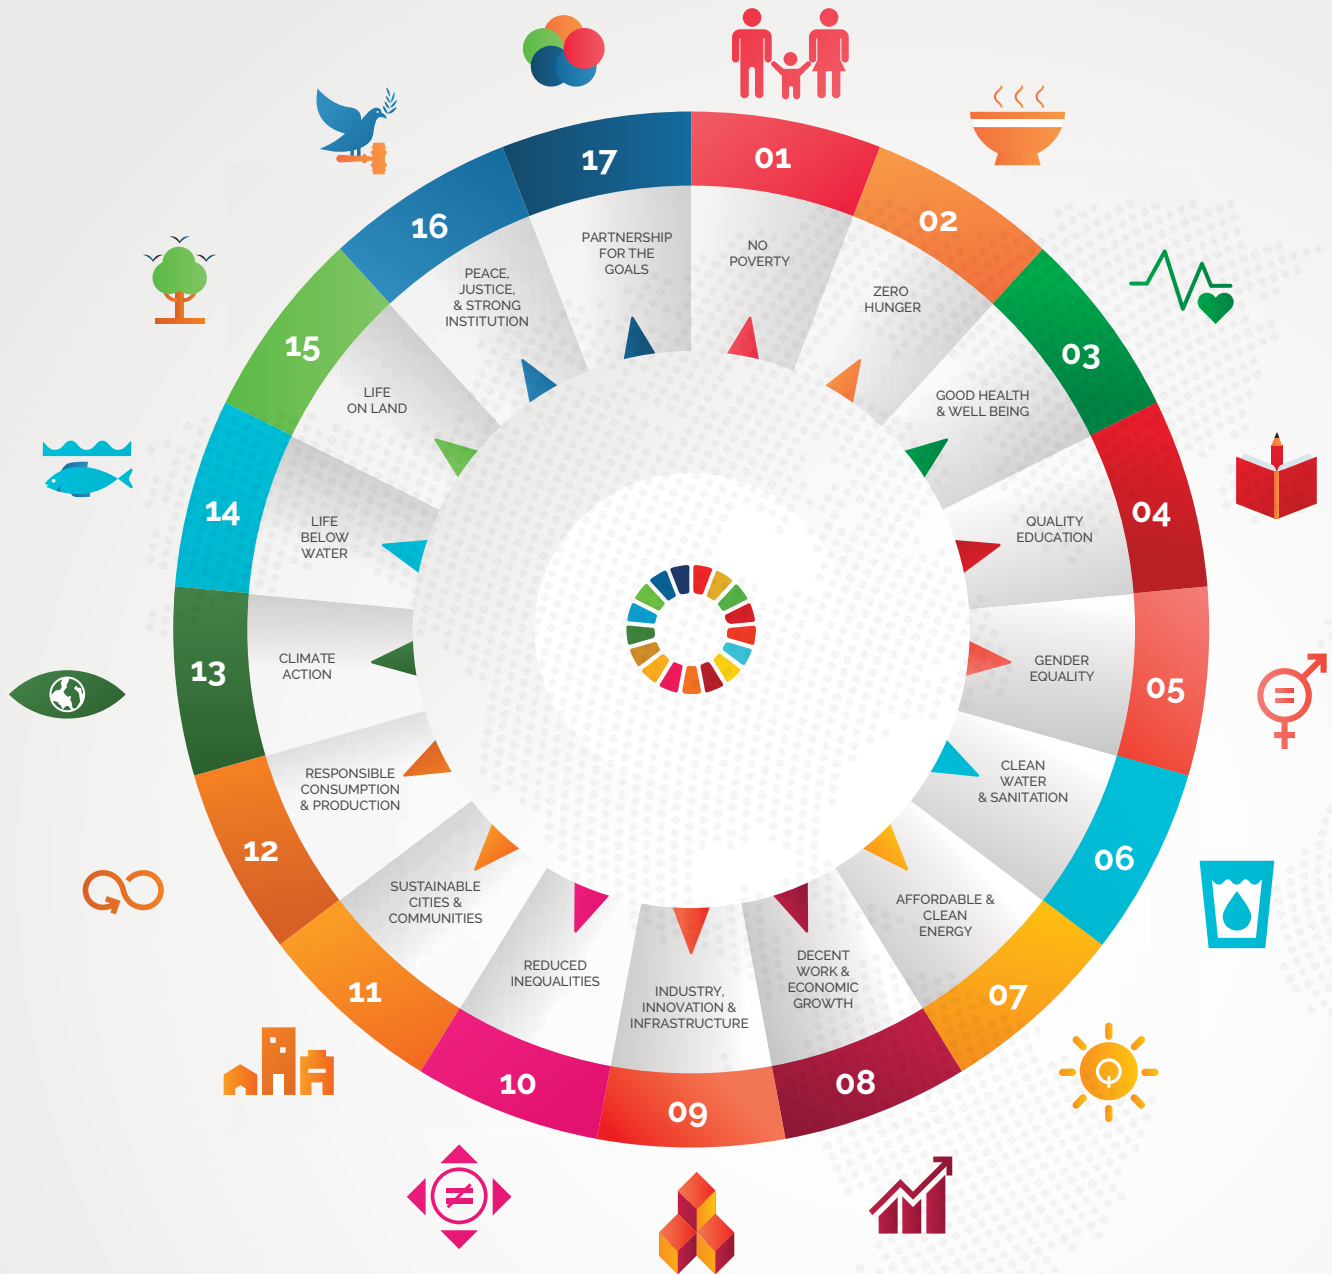 01
NO
POVERTY
02
ZERO
HUNGER
03
GOOD HEALTH
& WELL BEING
04
QUALITY
EDUCATION
05
GENDER
EQUALITY
06
CLEAN
WATER
& SANITATION
07
AFFORDABLE &
CLEAN
ENERGY
08
DECENT
WORK &
ECONOMIC
GROWTH
09
INDUSTRY,
INNOVATION &
INFRASTRUCTURE
10
REDUCED
INEQUALITIES
11
SUSTAINABLE
CITIES &
COMMUNITIES
12
RESPONSIBLE
CONSUMPTION
& PRODUCTION
13
CLIMATE
ACTION
14
LIFE
BELOW
WATER
15
LIFE
ON LAND
16
PEACE,
JUSTICE,
& STRONG
INSTITUTION
17
PARTNERSHIP
FOR THE
GOALS